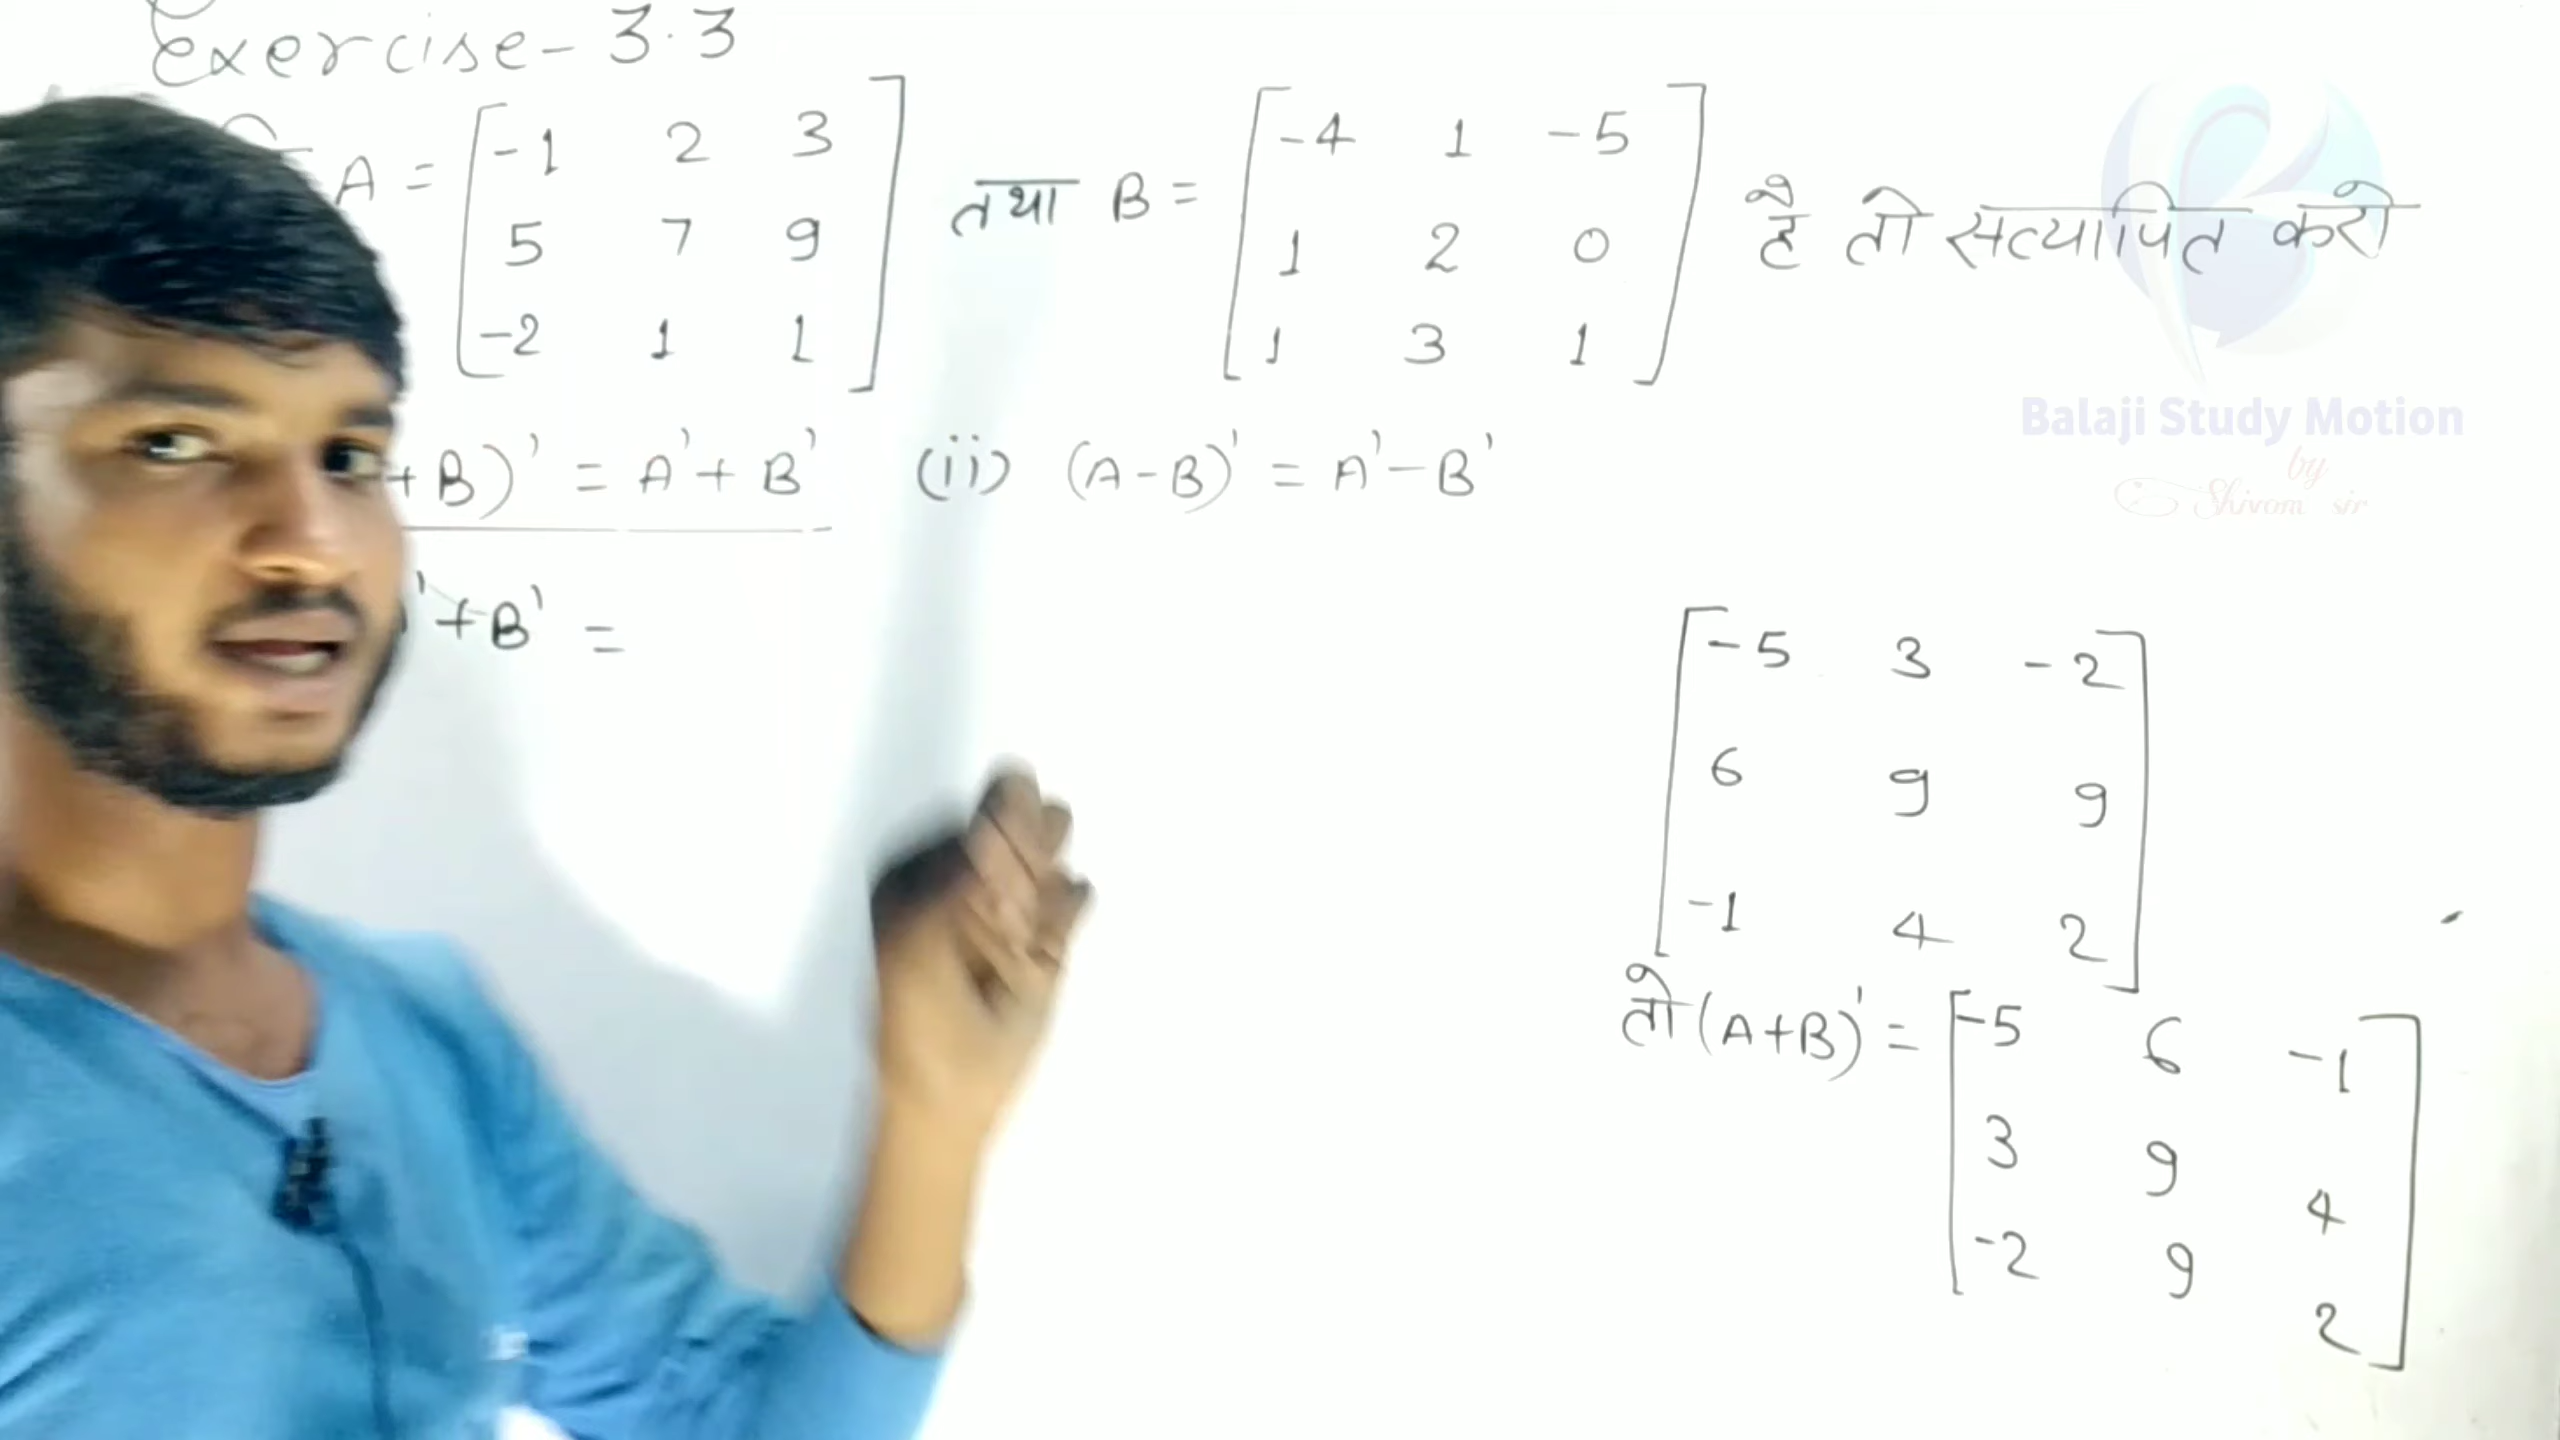 Exercise - 3.3
A = [ -1 2 3
5 7 9
-2 1 1 ]
तथा B = [ -4 1 -5
1 2 0
1 3 1 ]
है तो सत्यापित करो
Balaji Study Motion
by
Shivam sir
+B)' = A'+ B' (ii) (A-B)' = A'-B'
'+B' =
[ -5 3 -2
6 9 9
-1 4 2 ]
तो (A+B)' = [ -5 6 -1
3 9 4
-2 9 2 ]